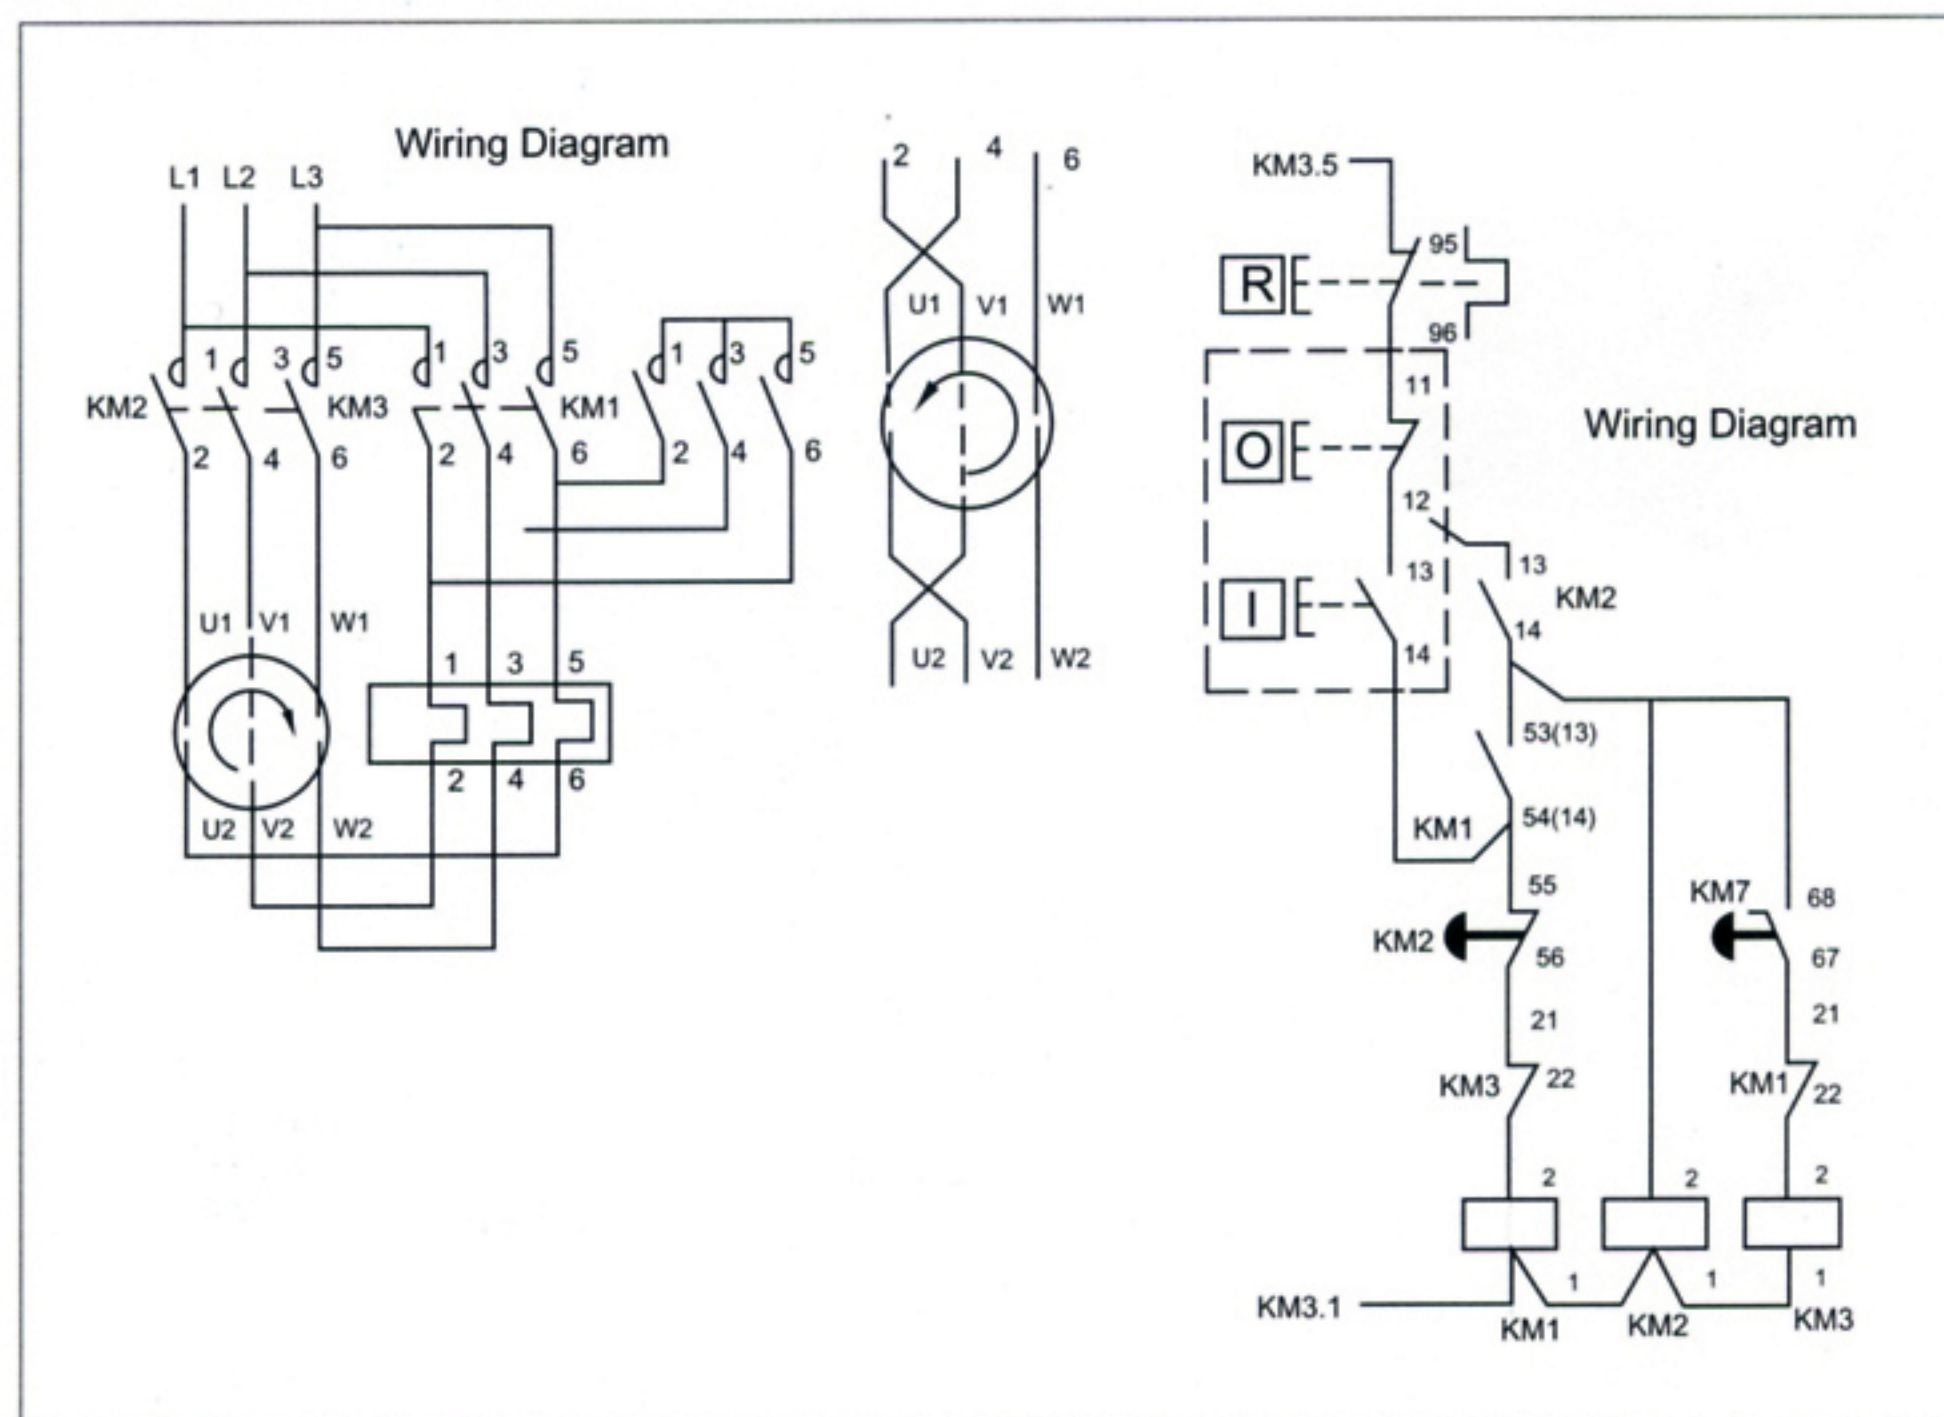 Wiring Diagram
L1 L2 L3
1 3 5 1 3 5 1 3 5
KM2 KM3 KM1
2 4 6 2 4 6 2 4 6
U1 V1 W1
1 3 5
2 4 6
U2 V2 W2
2 4 6
U1 V1 W1
U2 V2 W2
Wiring Diagram
KM3.5
95
R
96
11
O
12
13
13
KM2
I
14
14
53(13)
54(14)
KM1
55
KM2
56
KM7
68
67
21
21
KM3
22
KM1
22
2 2 2
1 1 1
KM3.1
KM1 KM2 KM3